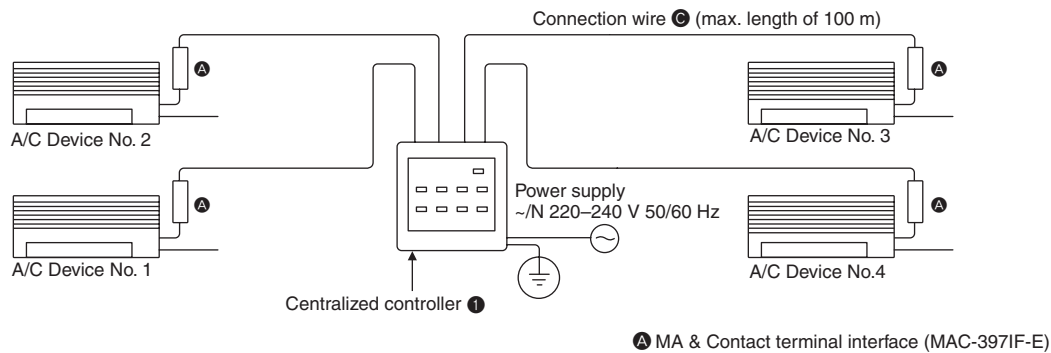 Connection wire C (max. length of 100 m)
A
A
A/C Device No. 2
A/C Device No. 3
A
Power supply
~/N 220–240 V 50/60 Hz
A
A/C Device No. 1
A/C Device No.4
Centralized controller 1
A MA & Contact terminal interface (MAC-397IF-E)